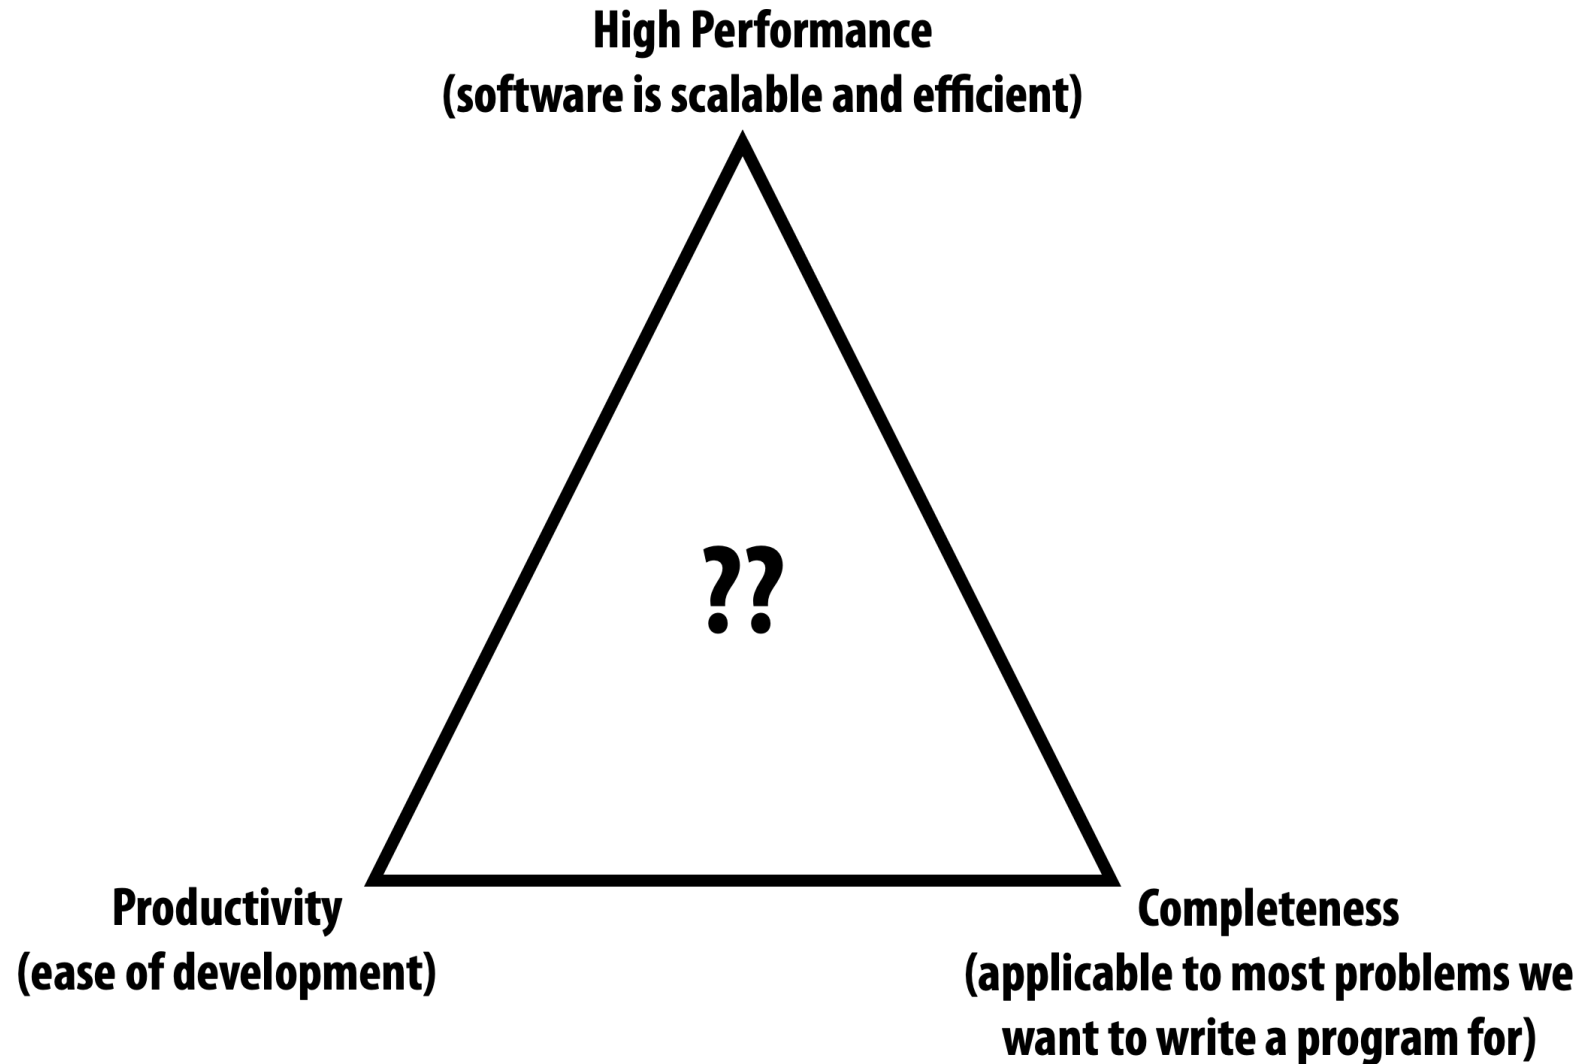 High Performance
(software is scalable and efficient)
??
Productivity
(ease of development)
Completeness
(applicable to most problems we
want to write a program for)